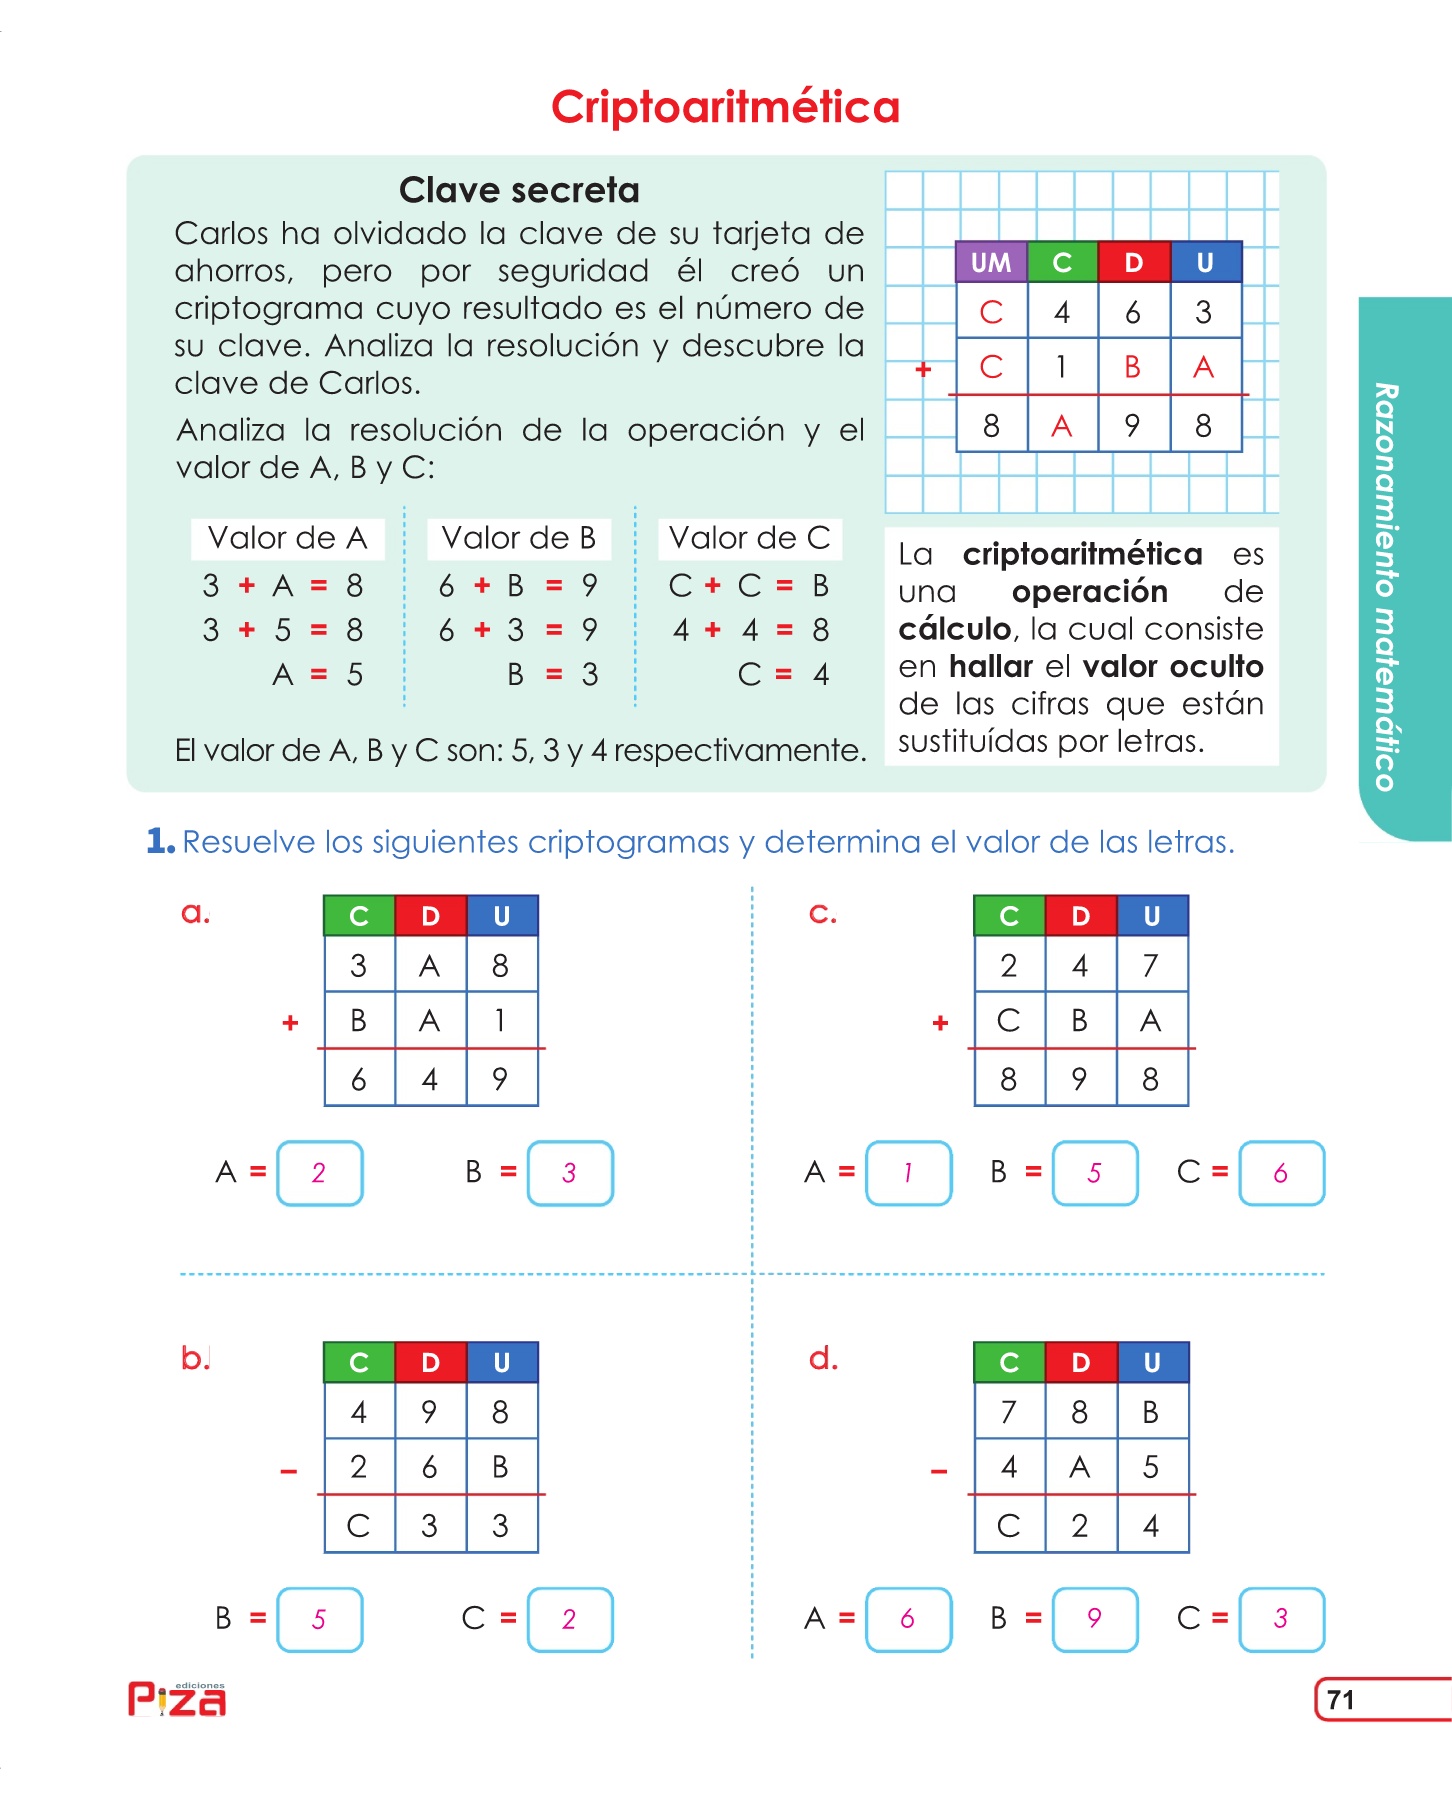 Criptoaritmética
Clave secreta
Carlos ha olvidado la clave de su tarjeta de
ahorros, pero por seguridad él creó un
criptograma cuyo resultado es el número de
su clave. Analiza la resolución y descubre la
clave de Carlos.
Analiza la resolución de la operación y el
valor de A, B y C:
UM C D U
C 4 6 3
+ C 1 B A
8 A 9 8
Valor de A
3 + A = 8
3 + 5 = 8
A = 5
Valor de B
6 + B = 9
6 + 3 = 9
B = 3
Valor de C
C + C = B
4 + 4 = 8
C = 4
El valor de A, B y C son: 5, 3 y 4 respectivamente.
La criptoaritmética es
una operación de
cálculo, la cual consiste
en hallar el valor oculto
de las cifras que están
sustituídas por letras.
Razonamiento matemático
1. Resuelve los siguientes criptogramas y determina el valor de las letras.
a.
C D U
3 A 8
+ B A 1
6 4 9
A = 2 B = 3
c.
C D U
2 4 7
+ C B A
8 9 8
A = 1 B = 5 C = 6
b.
C D U
4 9 8
– 2 6 B
C 3 3
B = 5 C = 2
d.
C D U
7 8 B
– 4 A 5
C 2 4
A = 6 B = 9 C = 3
ediciones
Piza
71